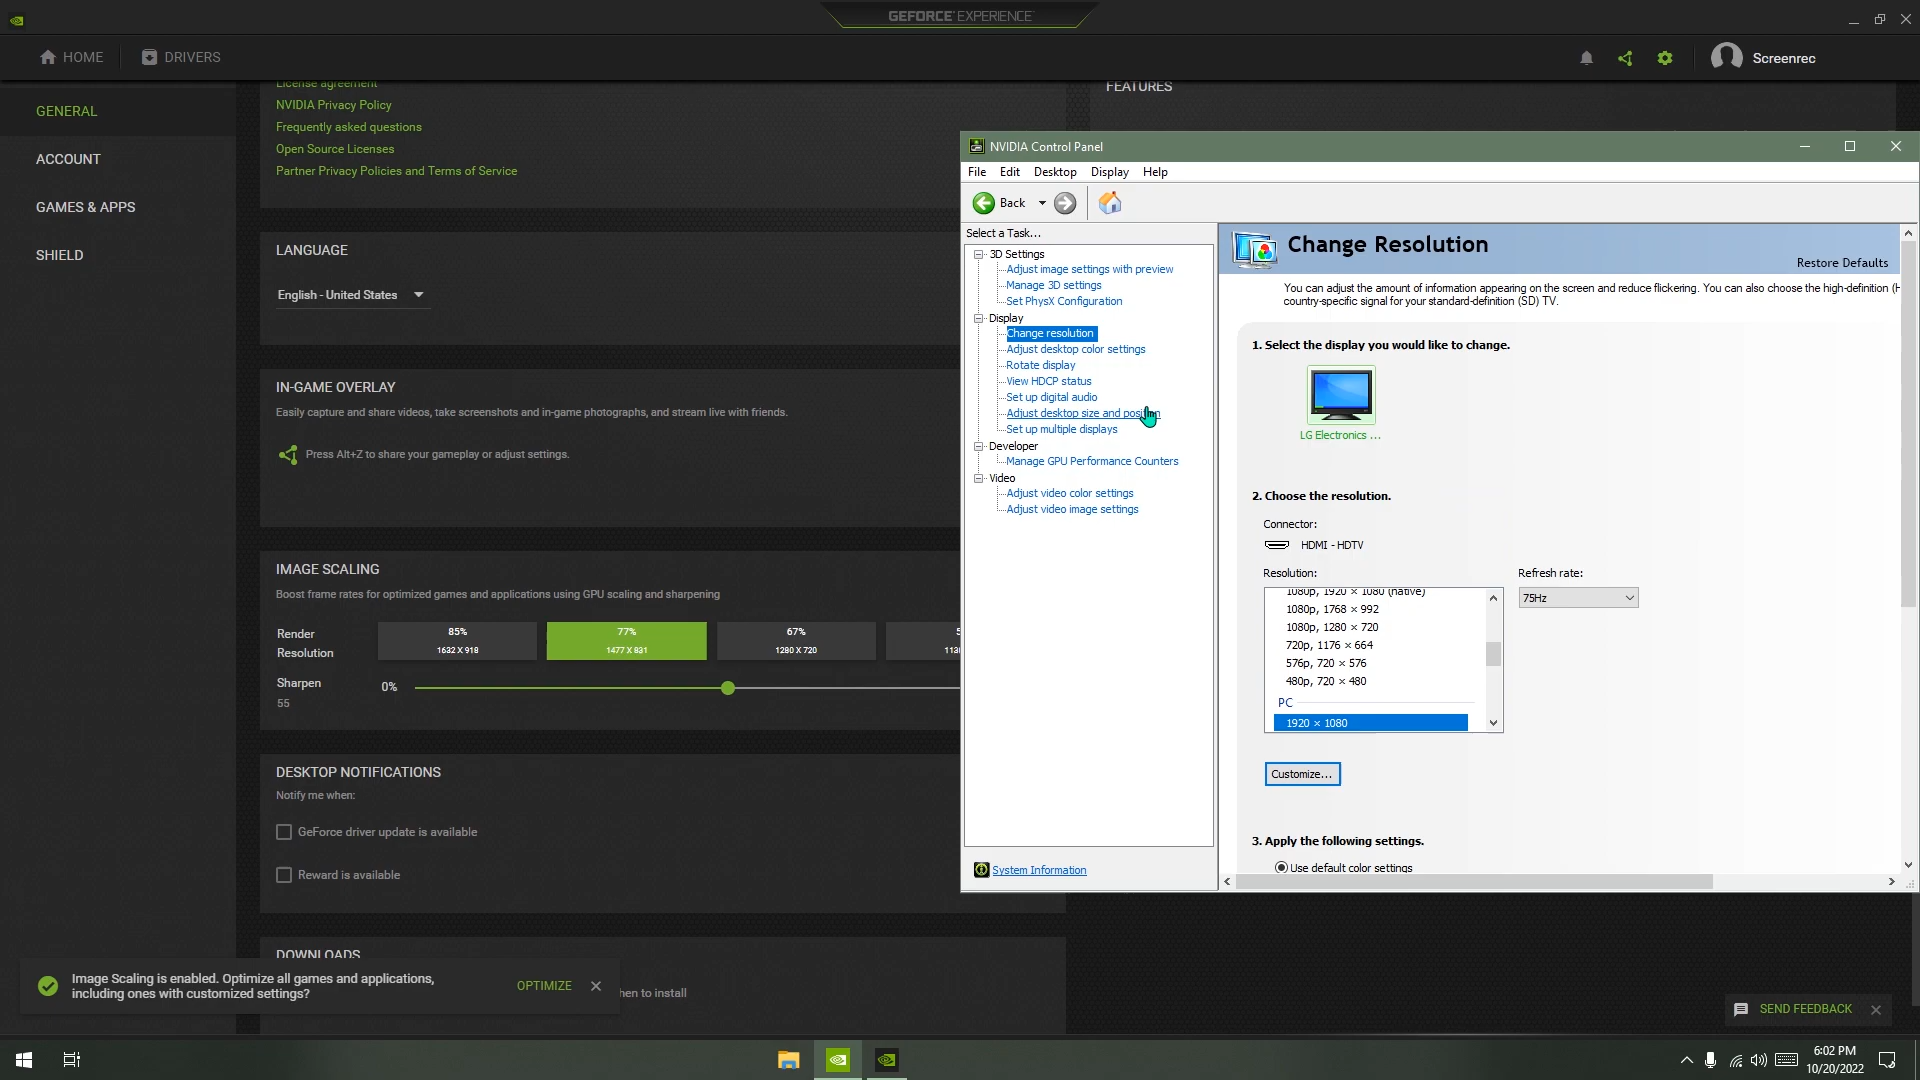 GEFORCE EXPERIENCE
HOME
DRIVERS
Screenrec
GENERAL
ACCOUNT
GAMES & APPS
SHIELD
License agreement
NVIDIA Privacy Policy
Frequently asked questions
Open Source Licenses
Partner Privacy Policies and Terms of Service
FEATURES
LANGUAGE
English - United States
IN-GAME OVERLAY
Easily capture and share videos, take screenshots and in-game photographs, and stream live with friends.
Press Alt+Z to share your gameplay or adjust settings.
IMAGE SCALING
Boost frame rates for optimized games and applications using GPU scaling and sharpening
Render
Resolution
85%
1632 X 918
77%
1477 X 831
67%
1280 X 720
Sharpen
55
0%
DESKTOP NOTIFICATIONS
Notify me when:
GeForce driver update is available
Reward is available
DOWNLOADS
hen to install
Image Scaling is enabled. Optimize all games and applications,
including ones with customized settings?
OPTIMIZE
SEND FEEDBACK
NVIDIA Control Panel
File Edit Desktop Display Help
Back
Select a Task...
3D Settings
Adjust image settings with preview
Manage 3D settings
Set PhysX Configuration
Display
Change resolution
Adjust desktop color settings
Rotate display
View HDCP status
Set up digital audio
Adjust desktop size and position
Set up multiple displays
Developer
Manage GPU Performance Counters
Video
Adjust video color settings
Adjust video image settings
System Information
Change Resolution
Restore Defaults
You can adjust the amount of information appearing on the screen and reduce flickering. You can also choose the high-definition (H
country-specific signal for your standard-definition (SD) TV.
1. Select the display you would like to change.
LG Electronics ...
2. Choose the resolution.
Connector:
HDMI - HDTV
Resolution:
Refresh rate:
75Hz
1080p, 1920 × 1080 (native)
1080p, 1768 × 992
1080p, 1280 × 720
720p, 1176 × 664
576p, 720 × 576
480p, 720 × 480
PC
1920 × 1080
Customize...
3. Apply the following settings.
Use default color settings
6:02 PM
10/20/2022